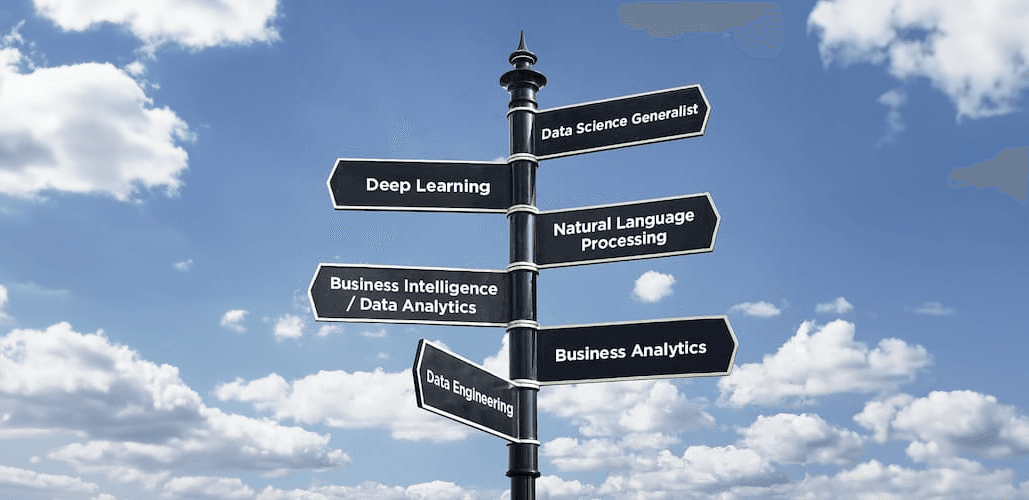 Data Science Generalist
Deep Learning
Natural Language
Processing
Business Intelligence
/ Data Analytics
Business Analytics
Data Engineering